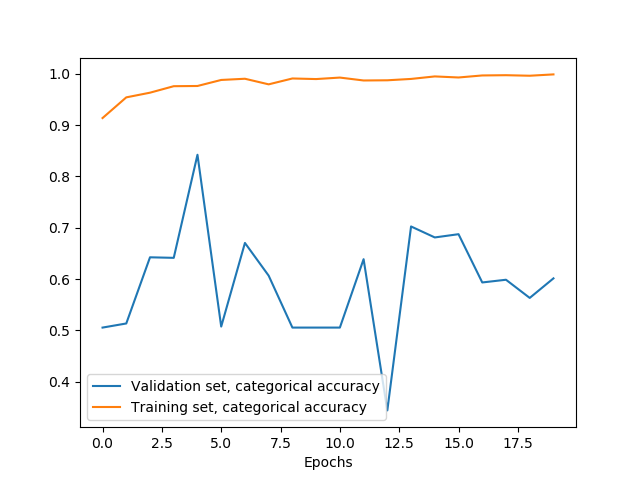 1.0
0.9
0.8
0.7
0.6
0.5
0.4
Validation set, categorical accuracy
Training set, categorical accuracy
0.0 2.5 5.0 7.5 10.0 12.5 15.0 17.5
Epochs